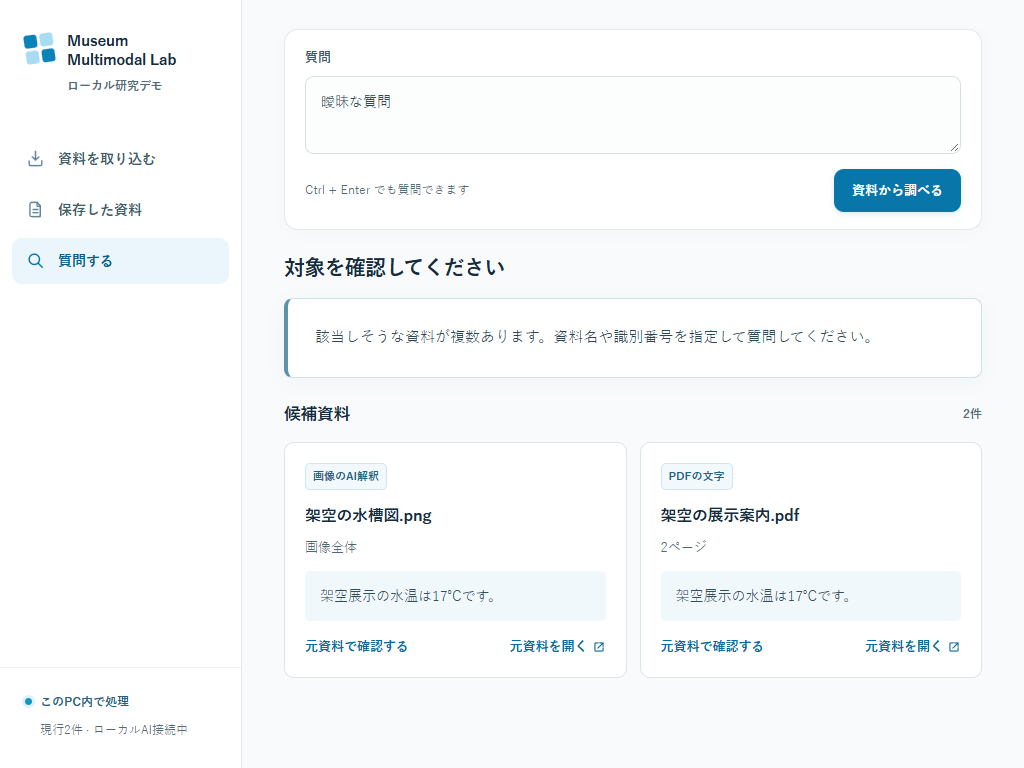 Museum
Multimodal Lab
ローカル研究デモ
資料を取り込む
保存した資料
質問する
このPC内で処理
現行2件 · ローカルAI接続中
質問
曖昧な質問
Ctrl + Enter でも質問できます
資料から調べる
対象を確認してください
該当しそうな資料が複数あります。資料名や識別番号を指定して質問してください。
候補資料
2件
画像のAI解釈
架空の水槽図.png
画像全体
架空展示の水温は17°Cです。
元資料で確認する
元資料を開く
PDFの文字
架空の展示案内.pdf
2ページ
架空展示の水温は17°Cです。
元資料で確認する
元資料を開く